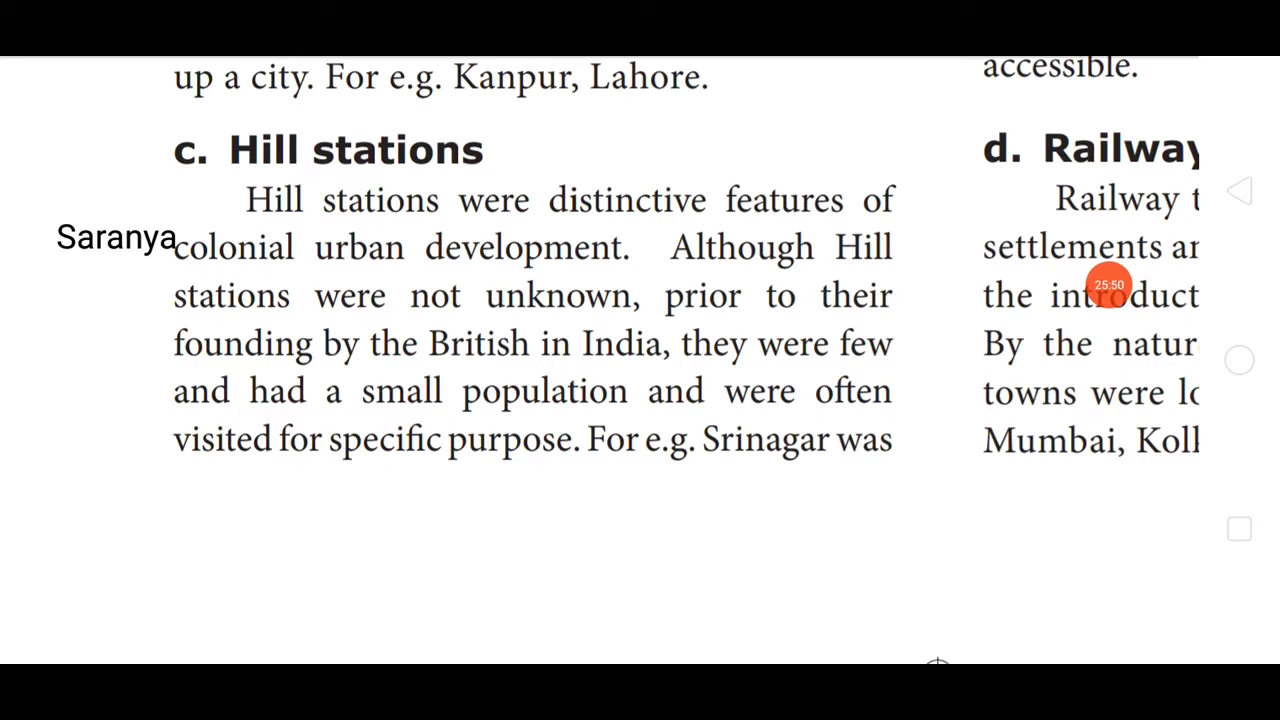 up a city. For e.g. Kanpur, Lahore.
c. Hill stations
Hill stations were distinctive features of
Saranya
colonial urban development. Although Hill
stations were not unknown, prior to their
founding by the British in India, they were few
and had a small population and were often
visited for specific purpose. For e.g. Srinagar was
accessible.
d. Railway
Railway t
settlements ar
25:50
the introduct
By the natur
towns were lo
Mumbai, Kolk